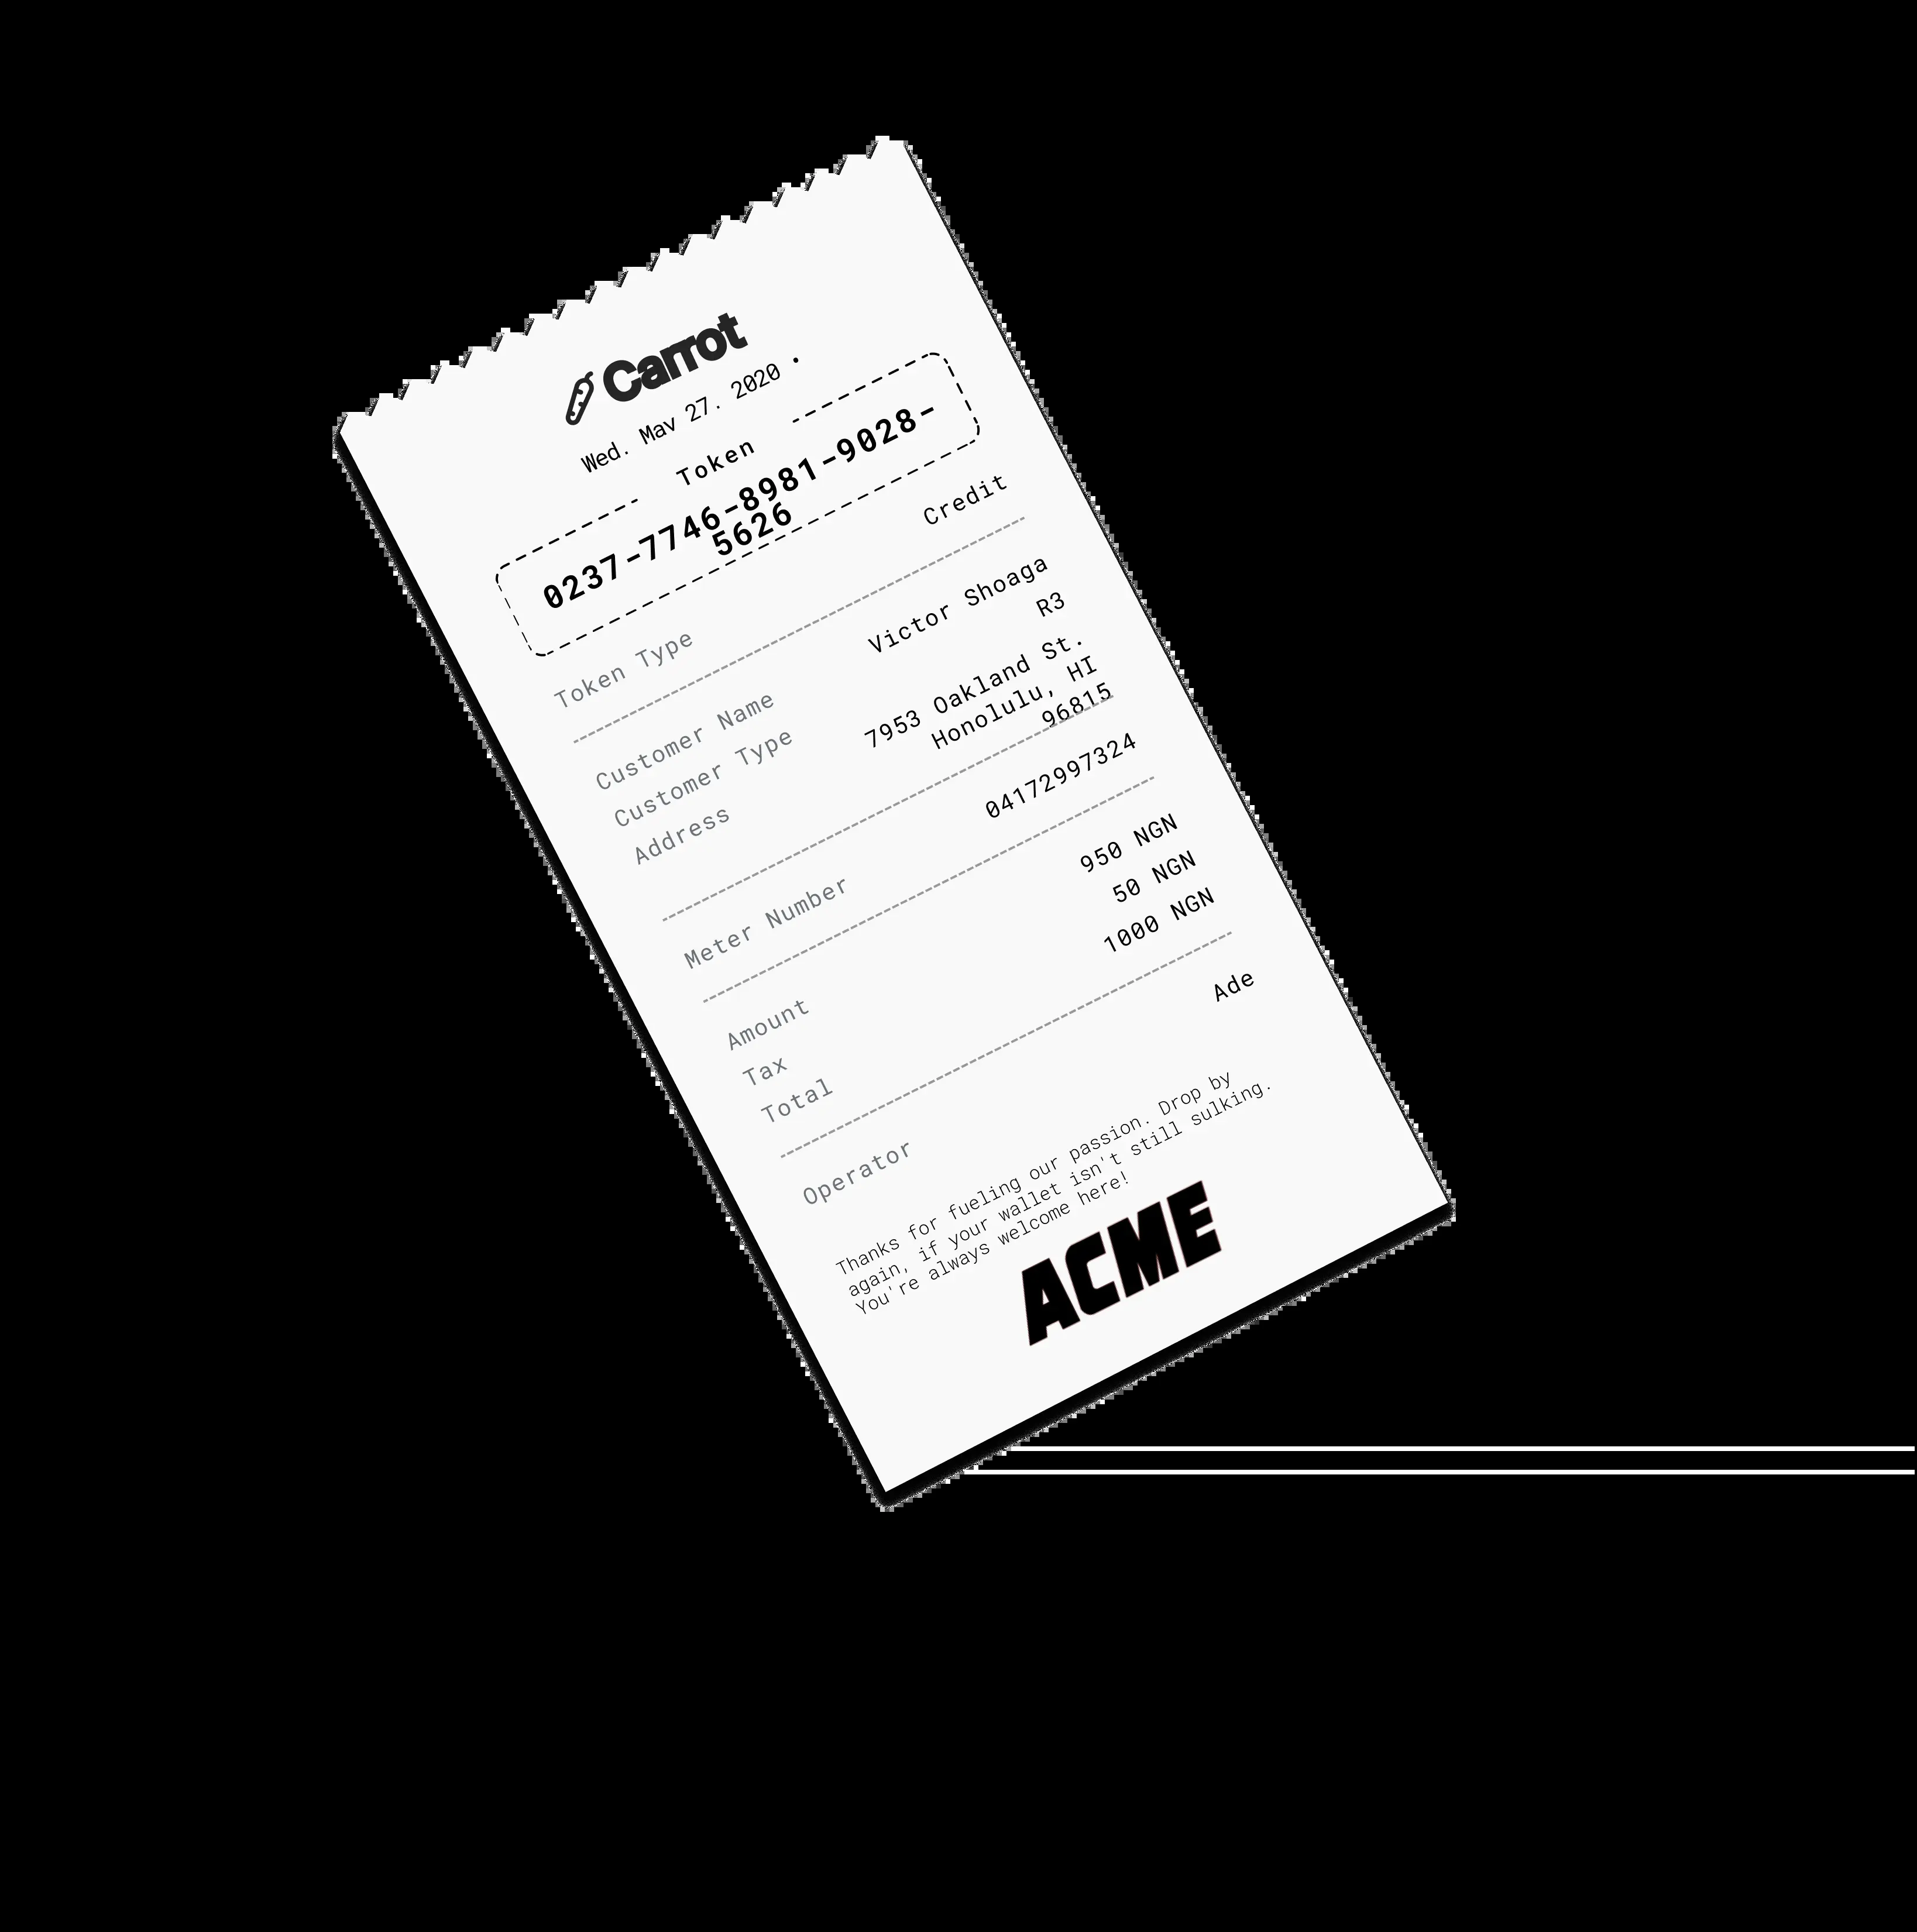 Carrot
Wed. May 27. 2020 •
Token
0237-7746-8981-9028-
5626
Token Type Credit
Customer Name Victor Shoaga
Customer Type R3
Address 7953 Oakland St.
Honolulu, HI
96815
Meter Number 04172997324
Amount 950 NGN
Tax 50 NGN
Total 1000 NGN
Operator Ade
Thanks for fueling our passion. Drop by
again, if your wallet isn't still sulking.
You're always welcome here!
ACME